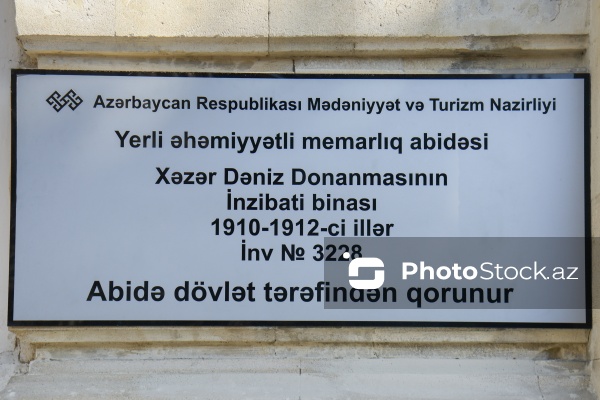 Azərbaycan Respublikası Mədəniyyət və Turizm Nazirliyi
Yerli əhəmiyyətli memarlıq abidəsi
Xəzər Dəniz Donanmasının
İnzibati binası
1910-1912-ci illər
İnv № 3228
PhotoStock.az
Abidə dövlət tərəfindən qorunur